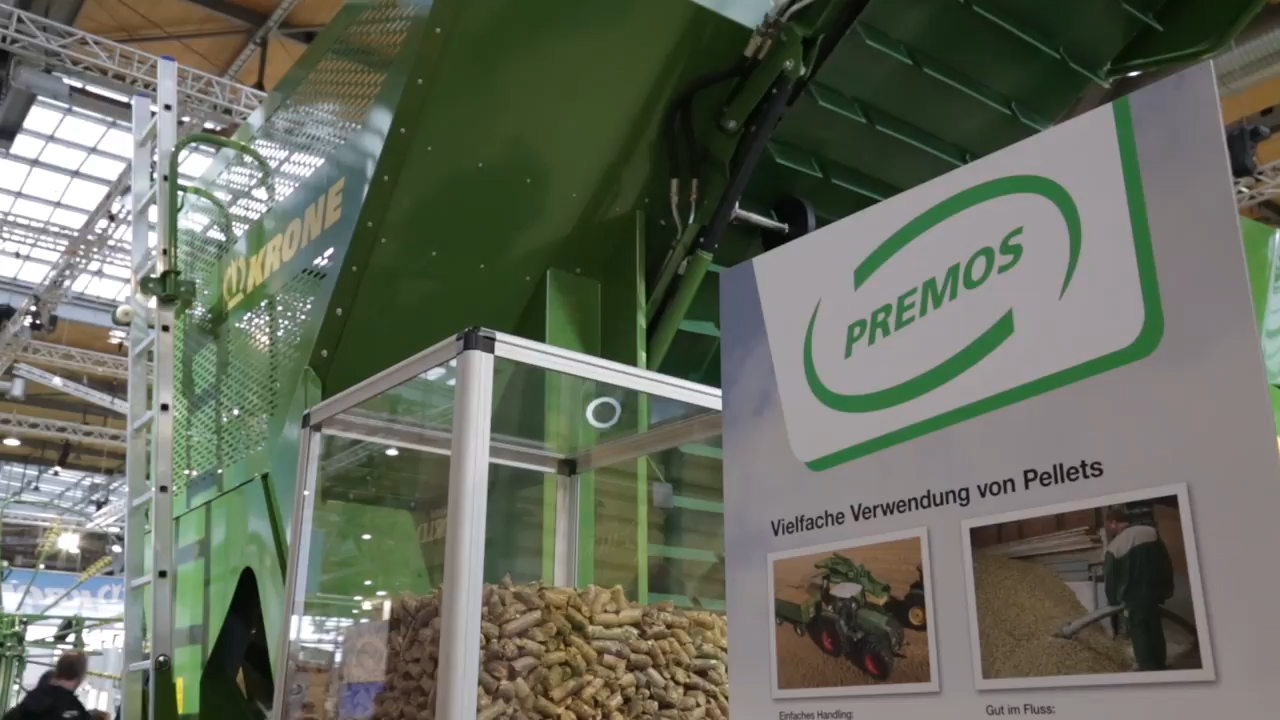 KRONE
PREMOS
Vielfache Verwendung von Pellets
Einfaches Handling:
Gut im Fluss: